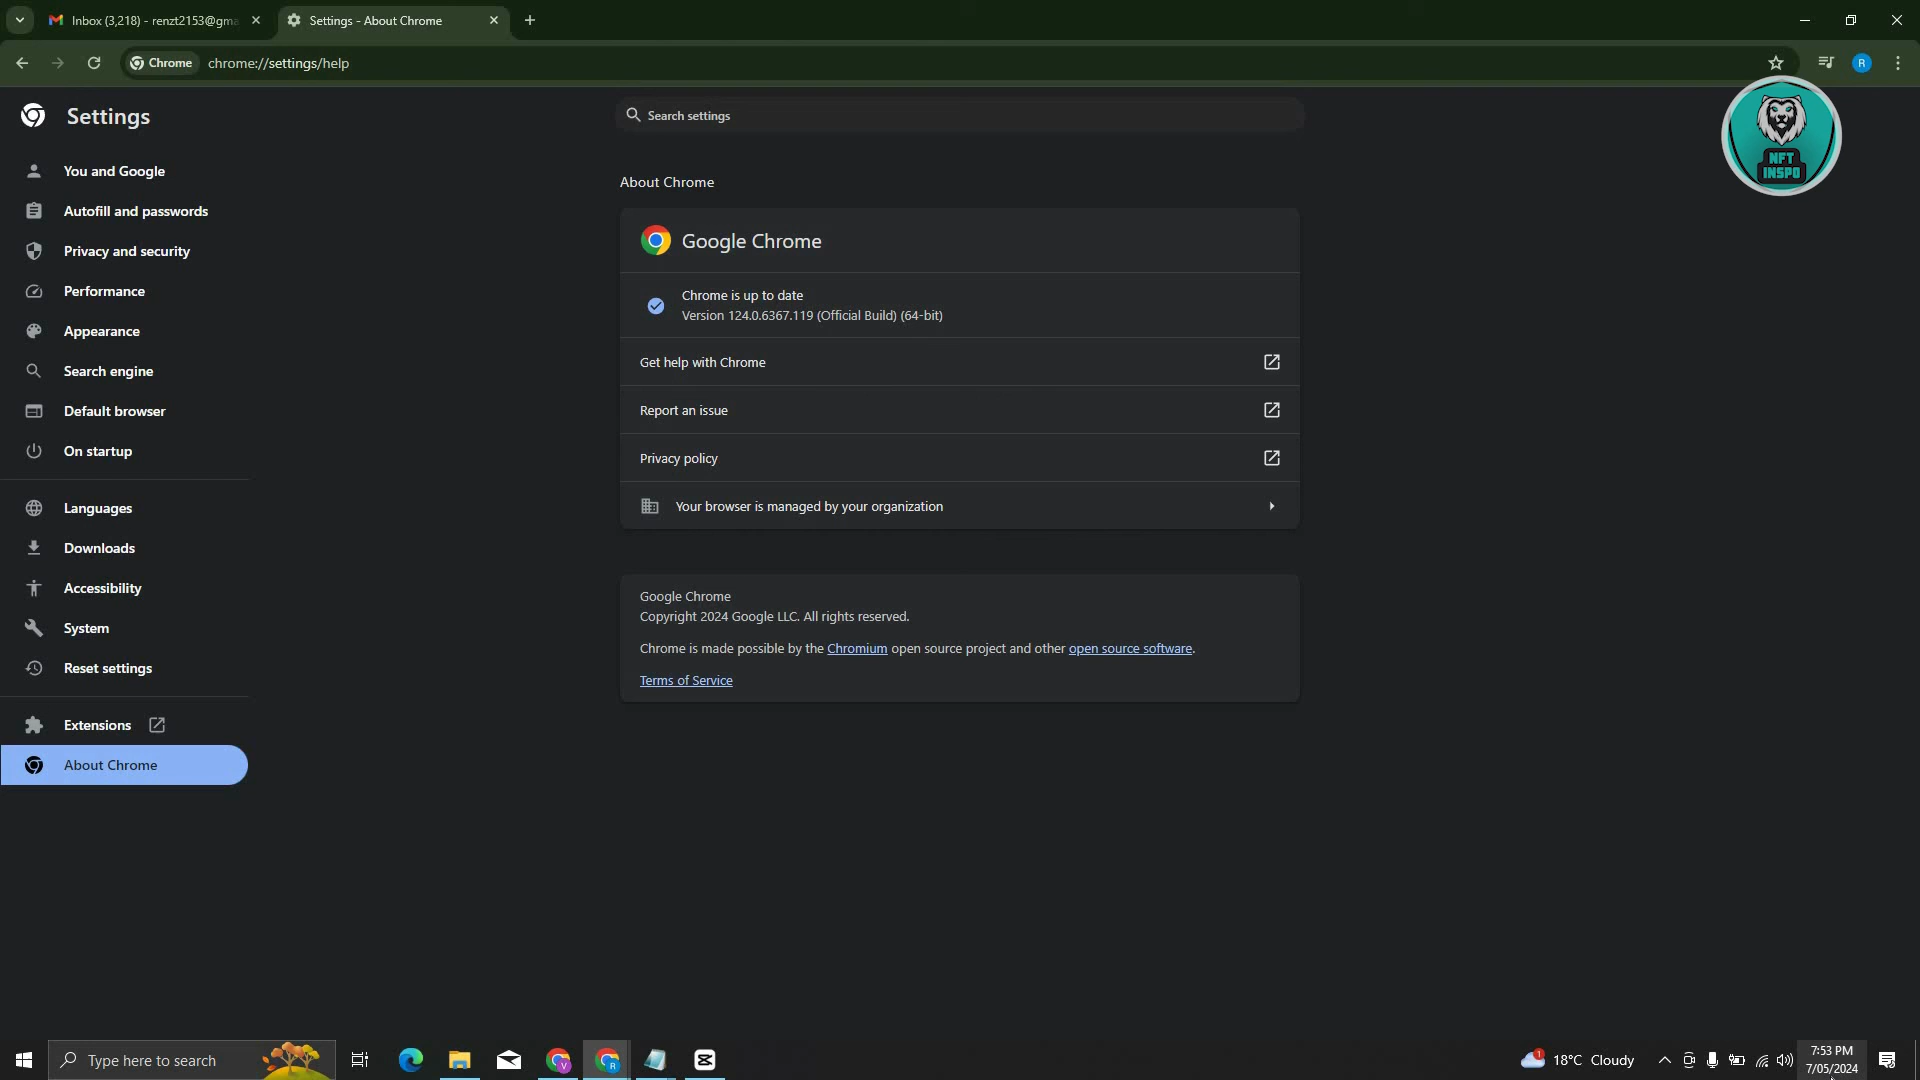 Inbox (3,218) - renzt2153@gma
Settings - About Chrome
Chrome
chrome://settings/help
R
Settings
Search settings
NFT
INSPO
You and Google
Autofill and passwords
Privacy and security
Performance
Appearance
Search engine
Default browser
On startup
Languages
Downloads
Accessibility
System
Reset settings
Extensions
About Chrome
About Chrome
Google Chrome
Chrome is up to date
Version 124.0.6367.119 (Official Build) (64-bit)
Get help with Chrome
Report an issue
Privacy policy
Your browser is managed by your organization
Google Chrome
Copyright 2024 Google LLC. All rights reserved.
Chrome is made possible by the Chromium open source project and other open source software.
Terms of Service
Type here to search
V
R
1
18°C Cloudy
7:53 PM
7/05/2024